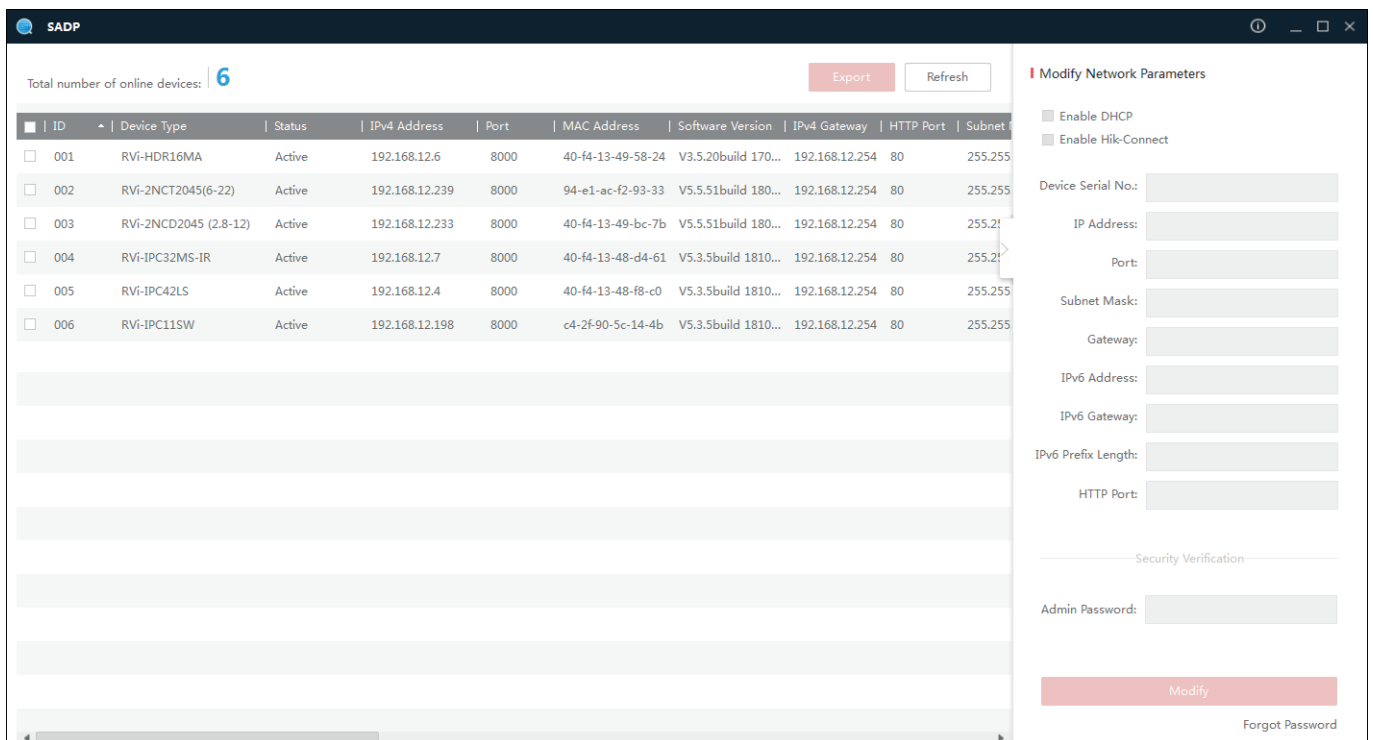 SADP
Total number of online devices: 6
Export
Refresh
ID | Device Type | Status | IPv4 Address | Port | MAC Address | Software Version | IPv4 Gateway | HTTP Port | Subnet
001 RVi-HDR16MA Active 192.168.12.6 8000 40-f4-13-49-58-24 V3.5.20build 170... 192.168.12.254 80 255.255
002 RVi-2NCT2045(6-22) Active 192.168.12.239 8000 94-e1-ac-f2-93-33 V5.5.51build 180... 192.168.12.254 80 255.255
003 RVi-2NCD2045 (2.8-12) Active 192.168.12.233 8000 40-f4-13-49-bc-7b V5.5.51build 180... 192.168.12.254 80 255.2
004 RVi-IPC32MS-IR Active 192.168.12.7 8000 40-f4-13-48-d4-61 V5.3.5build 1810... 192.168.12.254 80 255.2
005 RVi-IPC42LS Active 192.168.12.4 8000 40-f4-13-48-f8-c0 V5.3.5build 1810... 192.168.12.254 80 255.255
006 RVi-IPC11SW Active 192.168.12.198 8000 c4-2f-90-5c-14-4b V5.3.5build 1810... 192.168.12.254 80 255.255
Modify Network Parameters
Enable DHCP
Enable Hik-Connect
Device Serial No.:
IP Address:
Port:
Subnet Mask:
Gateway:
IPv6 Address:
IPv6 Gateway:
IPv6 Prefix Length:
HTTP Port:
Security Verification
Admin Password:
Modify
Forgot Password